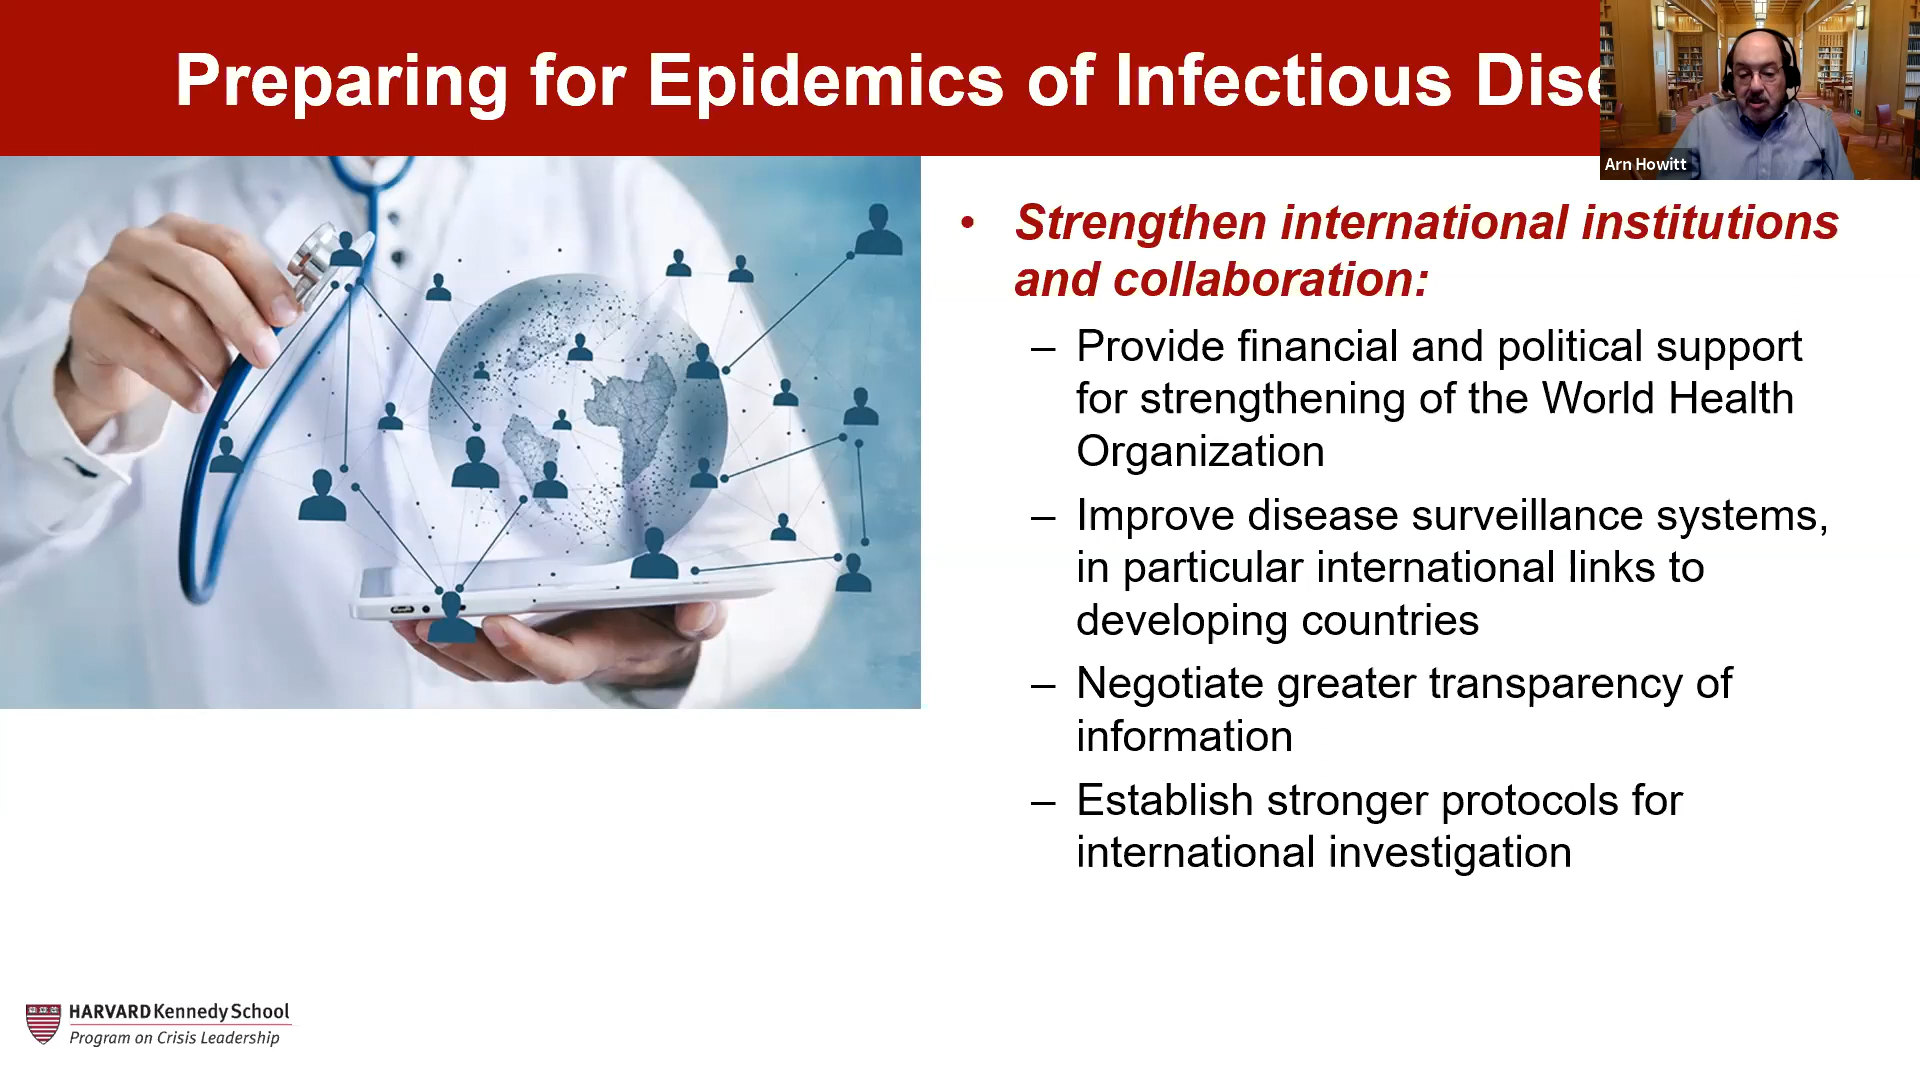 Preparing for Epidemics of Infectious
Arn Howitt
• Strengthen international institutions
and collaboration:
– Provide financial and political support
for strengthening of the World Health
Organization
– Improve disease surveillance systems,
in particular international links to
developing countries
– Negotiate greater transparency of
information
– Establish stronger protocols for
international investigation
HARVARD Kennedy School
Program on Crisis Leadership